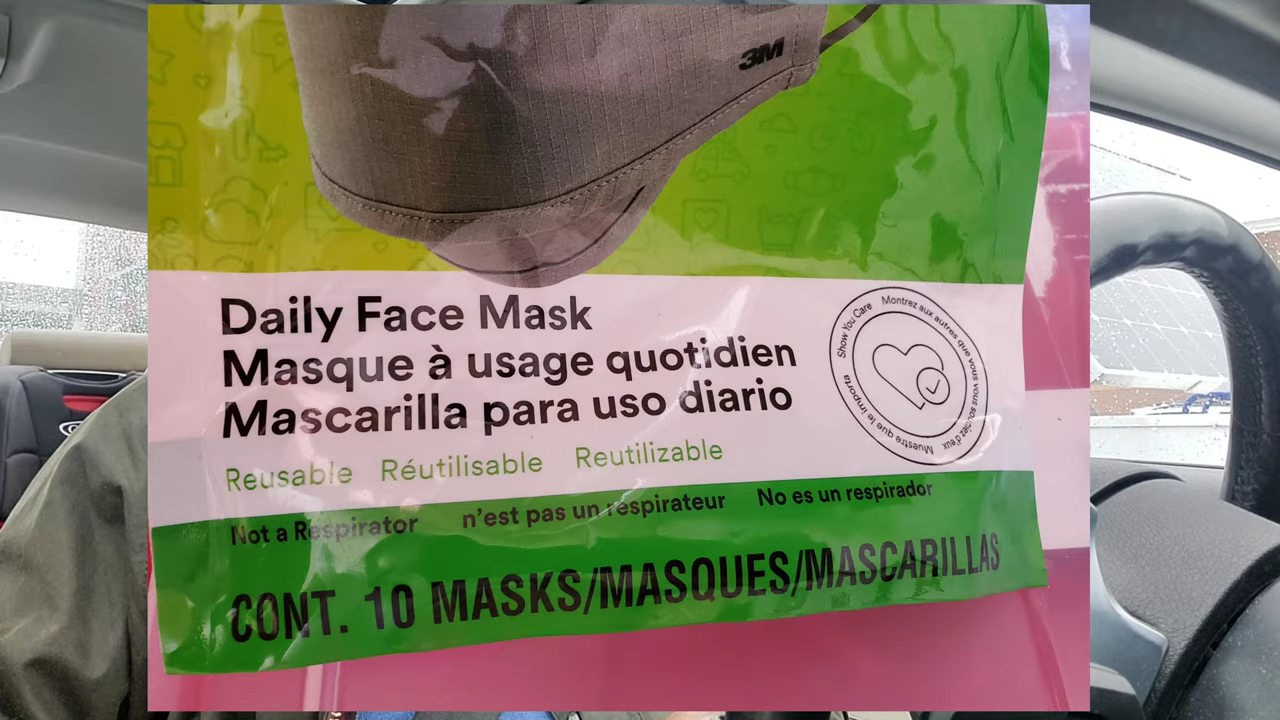 3M
Daily Face Mask
Masque à usage quotidien
Mascarilla para uso diario
Show You Care
Montrez aux autres que vous vous souciez d'eux
Muestre que le importa
Reusable Réutilisable Reutilizable
Not a Respirator n'est pas un respirateur No es un respirador
CONT. 10 MASKS/MASQUES/MASCARILLAS